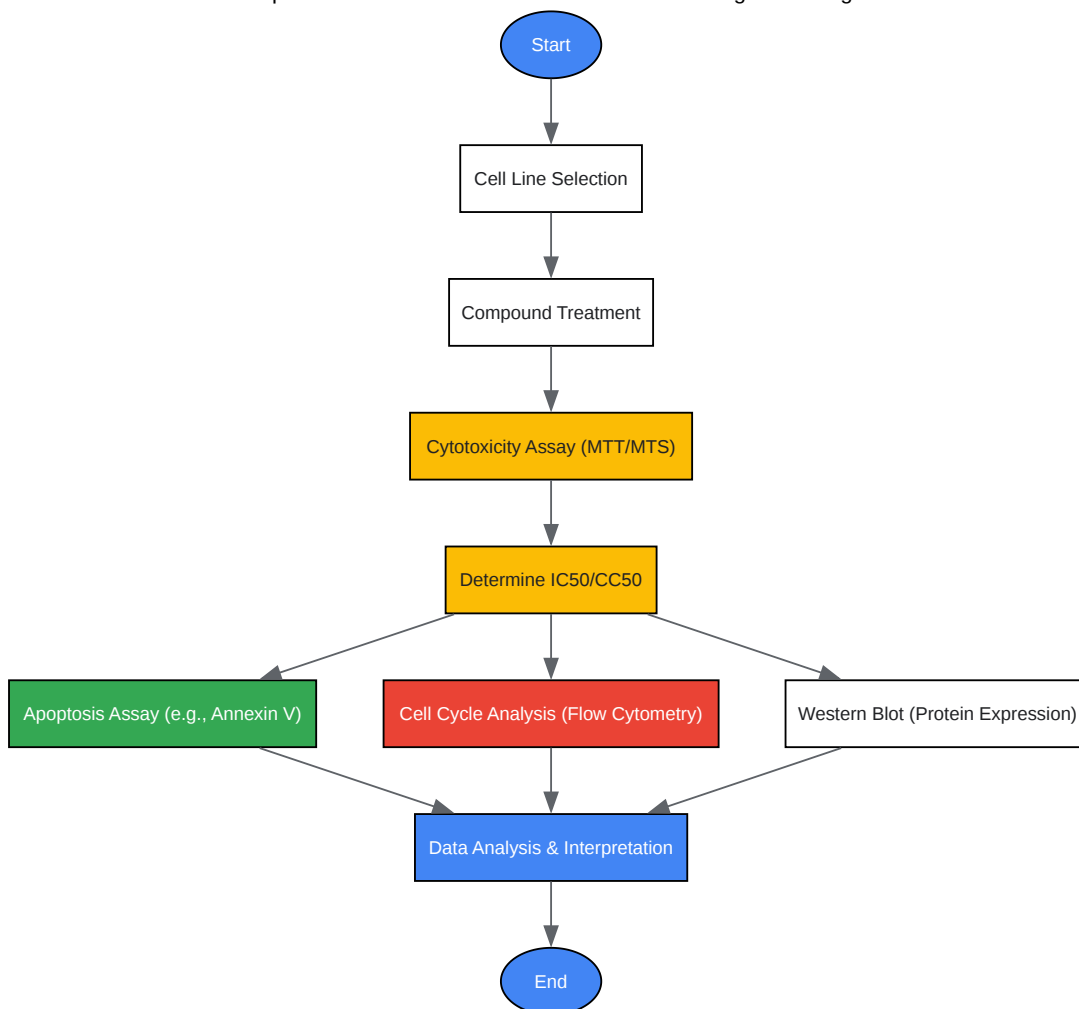 Start
Cell Line Selection
Compound Treatment
Cytotoxicity Assay (MTT/MTS)
Determine IC50/CC50
Apoptosis Assay (e.g., Annexin V)
Cell Cycle Analysis (Flow Cytometry)
Western Blot (Protein Expression)
Data Analysis & Interpretation
End